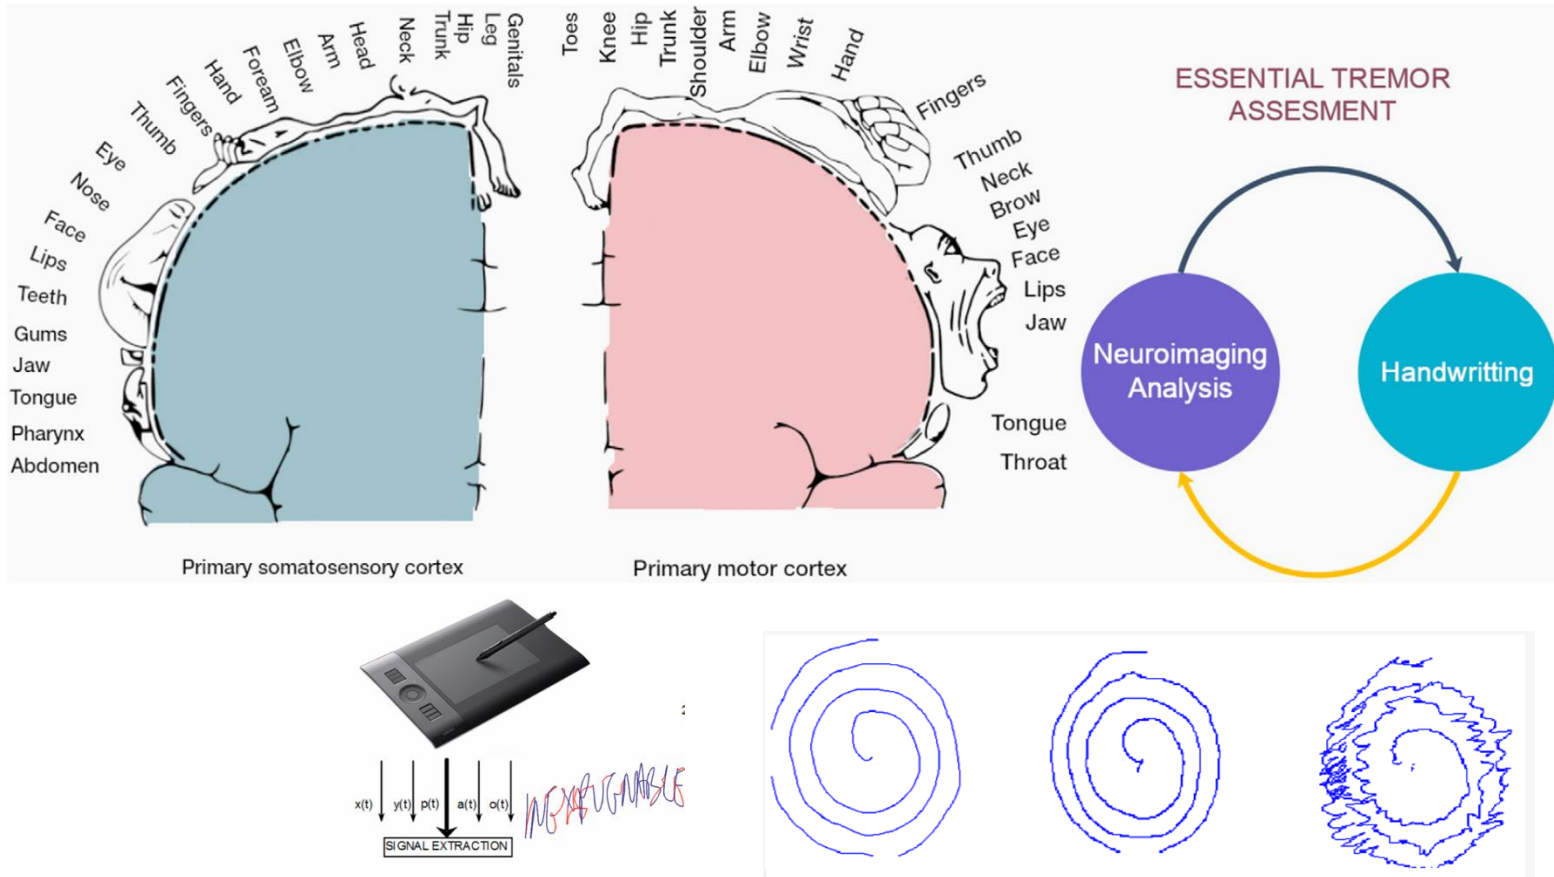 Genitals
Leg
Hip
Trunk
Neck
Head
Arm
Elbow
Foream
Hand
Fingers
Thumb
Eye
Nose
Face
Lips
Teeth
Gums
Jaw
Tongue
Pharynx
Abdomen
Primary somatosensory cortex
Toes
Knee
Hip
Trunk
Shoulder
Arm
Elbow
Wrist
Hand
Fingers
Thumb
Neck
Brow
Eye
Face
Lips
Jaw
Tongue
Throat
Primary motor cortex
ESSENTIAL TREMOR
ASSESMENT
Neuroimaging
Analysis
Handwritting
x(t) y(t) p(t) a(t) o(t)
SIGNAL EXTRACTION
INEXPUGNABLE